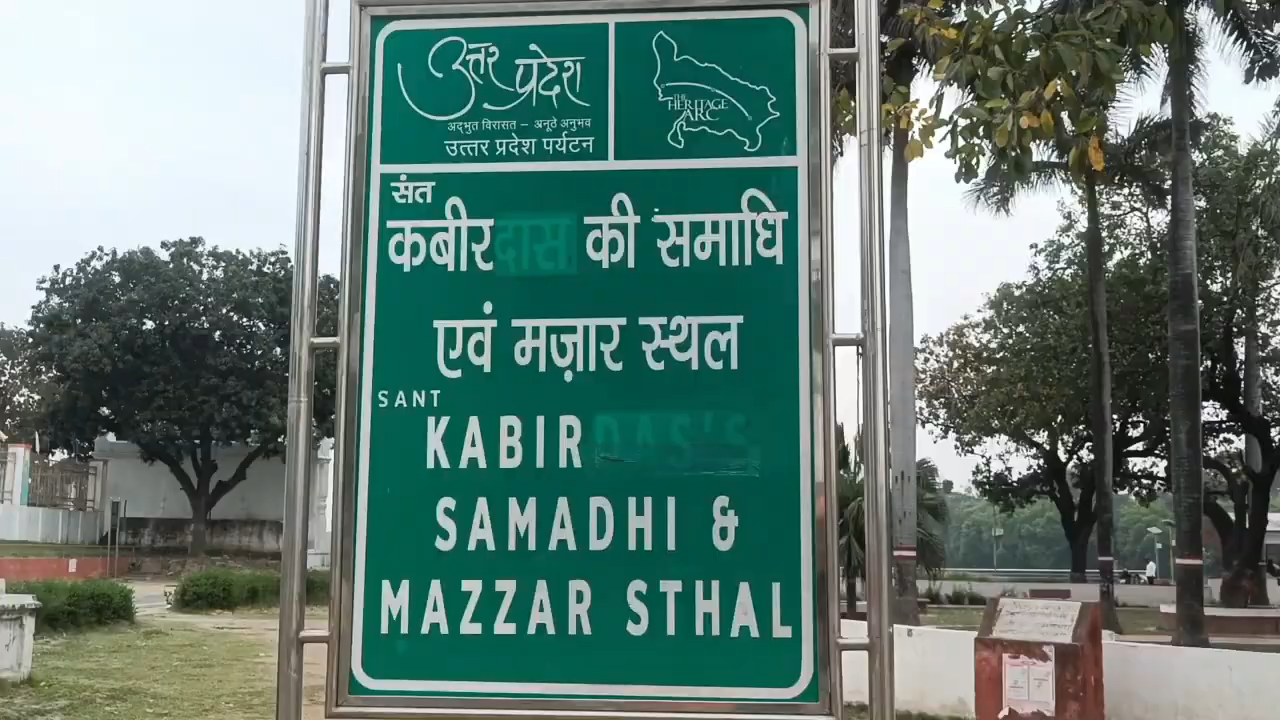 उत्तर प्रदेश
अद्भुत विरासत – अनूठे अनुभव
उत्तर प्रदेश पर्यटन
THE
HERITAGE
ARC
संत
कबीरदास की समाधि
एवं मज़ार स्थल
SANT
KABIR DAS'S
SAMADHI &
MAZZAR STHAL